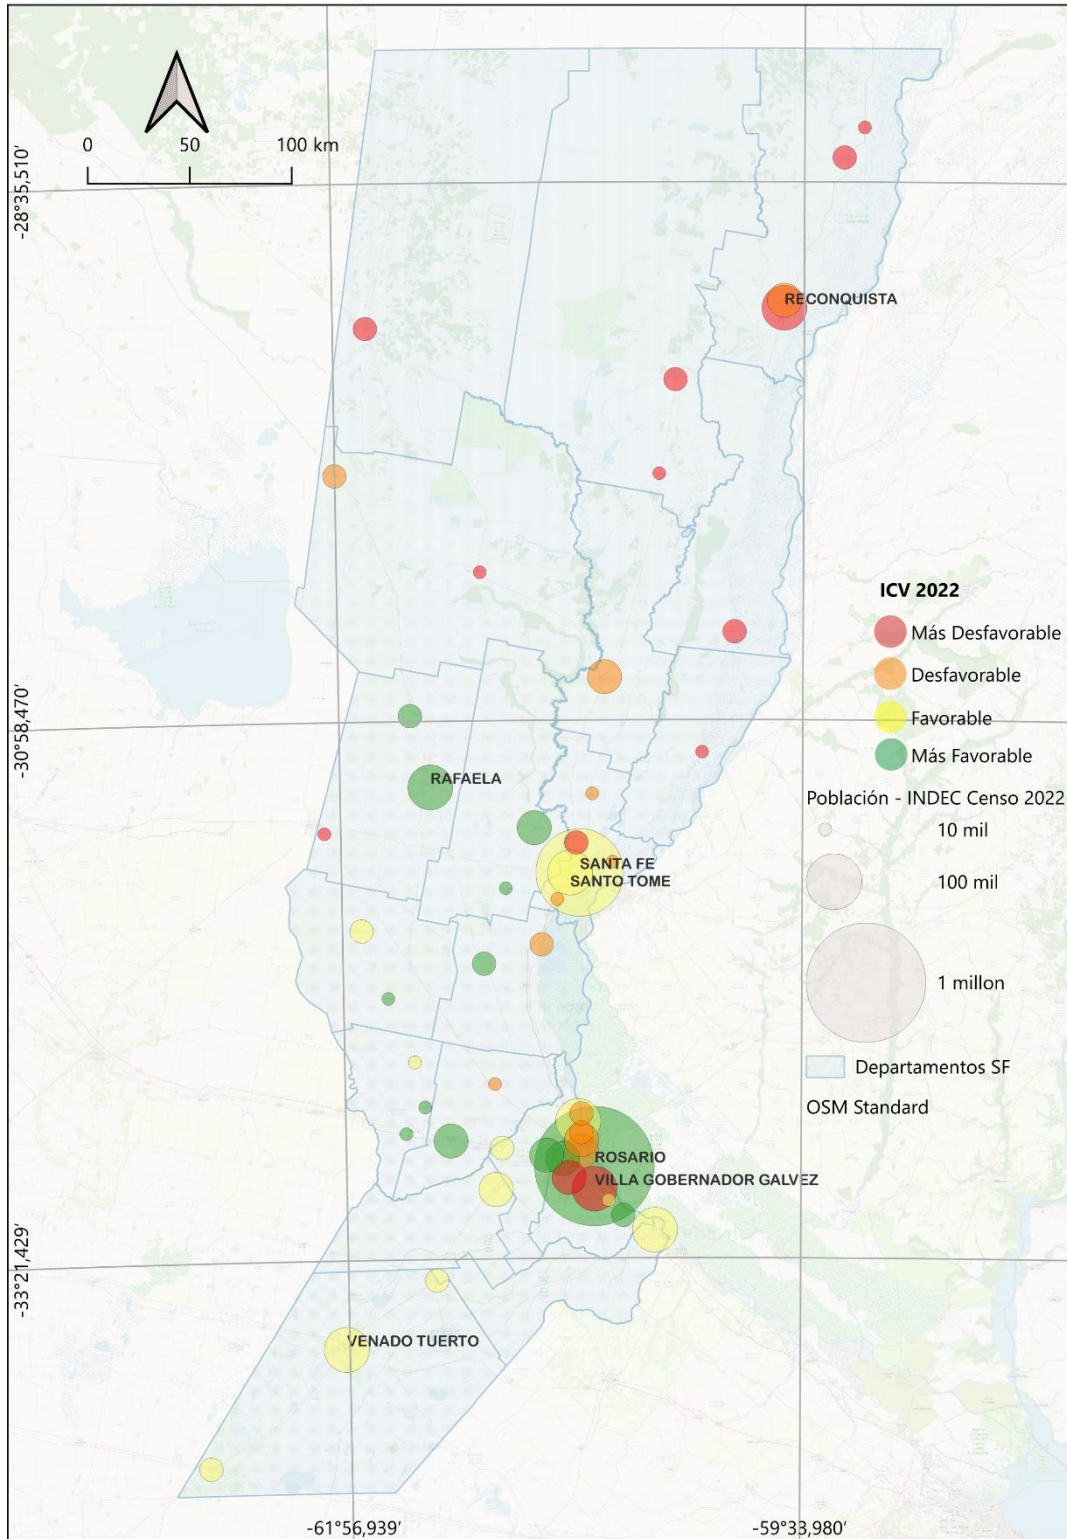 0 50 100 km
-28°35,510'
RECONQUISTA
ICV 2022
Más Desfavorable
Desfavorable
Favorable
Más Favorable
-30°58,470'
RAFAELA
Población - INDEC Censo 2022
10 mil
SANTA FE
SANTO TOME
100 mil
1 millon
Departamentos SF
OSM Standard
ROSARIO
VILLA GOBERNADOR GALVEZ
-33°21,429'
VENADO TUERTO
-61°56,939'
-59°33,980'